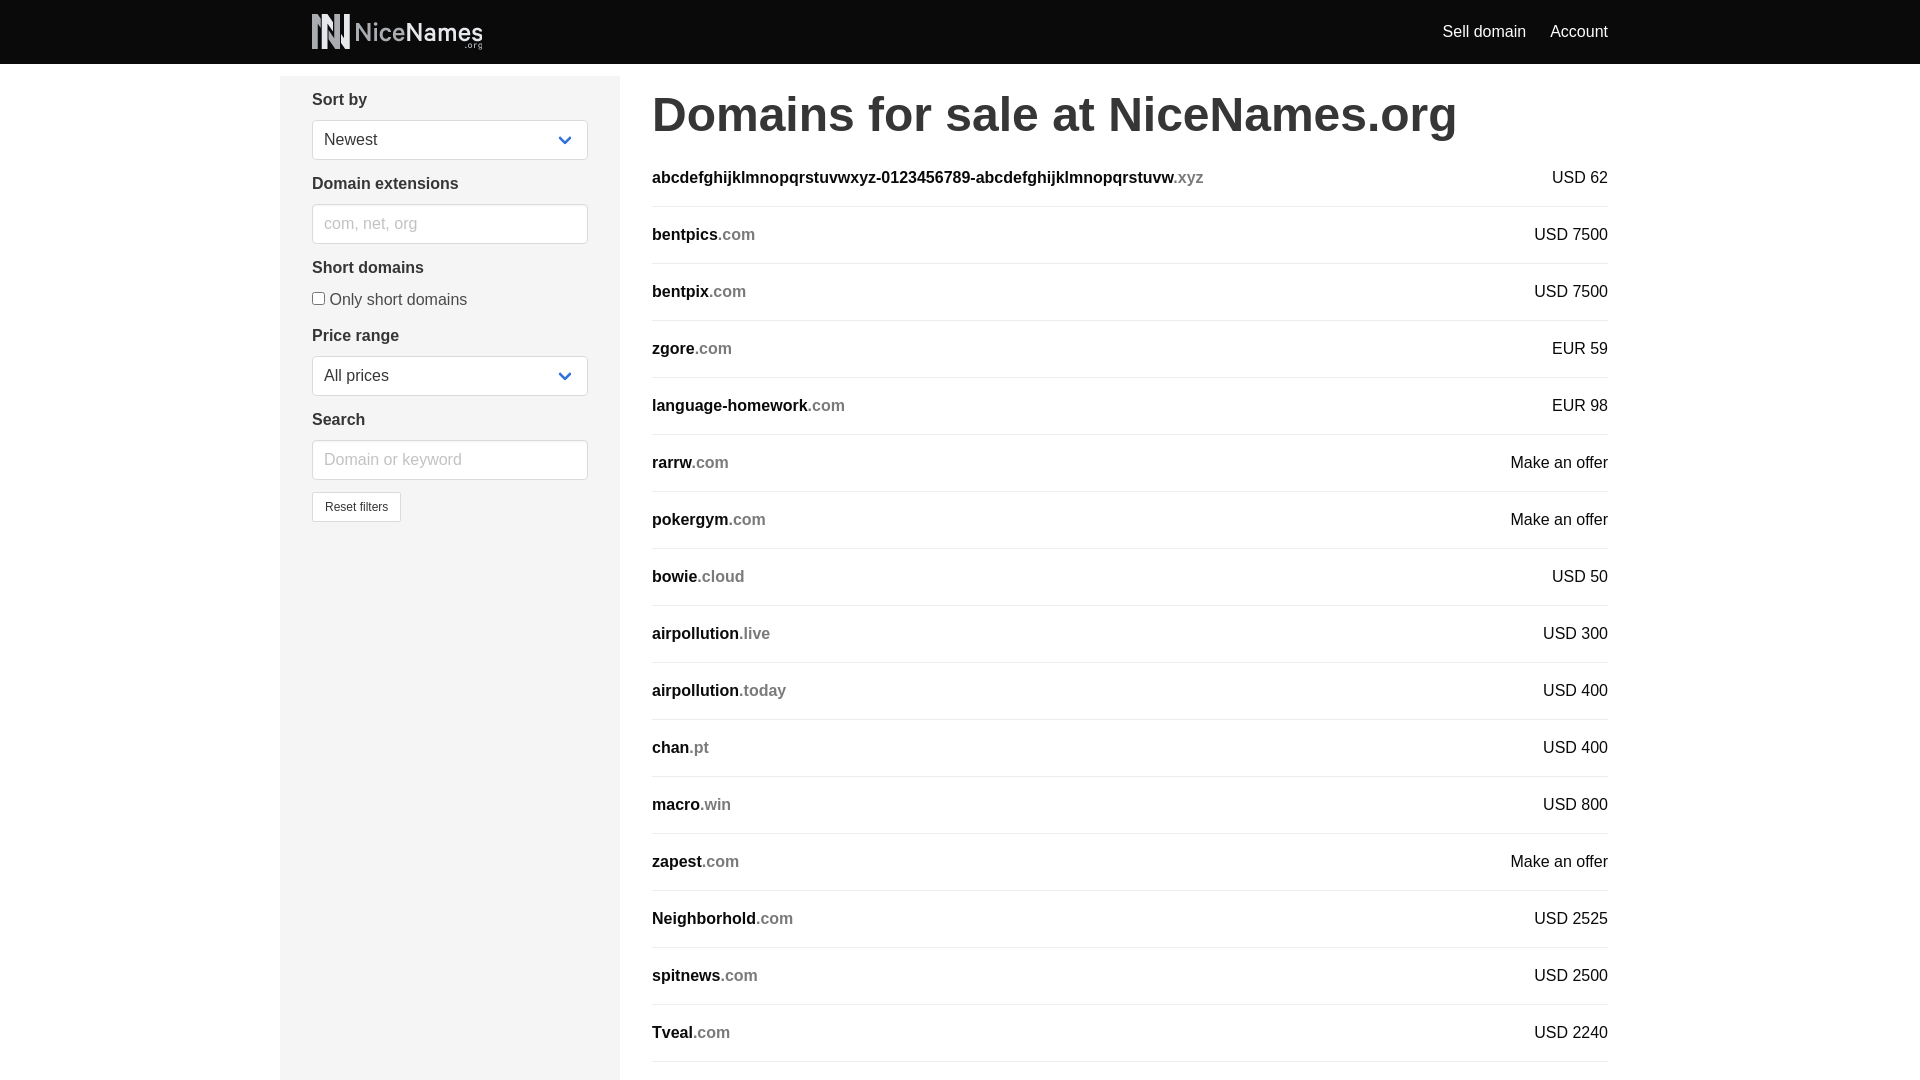 NiceNames
.org
Sell domain
Account
Sort by
Newest
Domain extensions
com, net, org
Short domains
Only short domains
Price range
All prices
Search
Domain or keyword
Reset filters
Domains for sale at NiceNames.org
abcdefghijklmnopqrstuvwxyz-0123456789-abcdefghijklmnopqrstuvw.xyz USD 62
bentpics.com USD 7500
bentpix.com USD 7500
zgore.com EUR 59
language-homework.com EUR 98
rarrw.com Make an offer
pokergym.com Make an offer
bowie.cloud USD 50
airpollution.live USD 300
airpollution.today USD 400
chan.pt USD 400
macro.win USD 800
zapest.com Make an offer
Neighborhold.com USD 2525
spitnews.com USD 2500
Tveal.com USD 2240